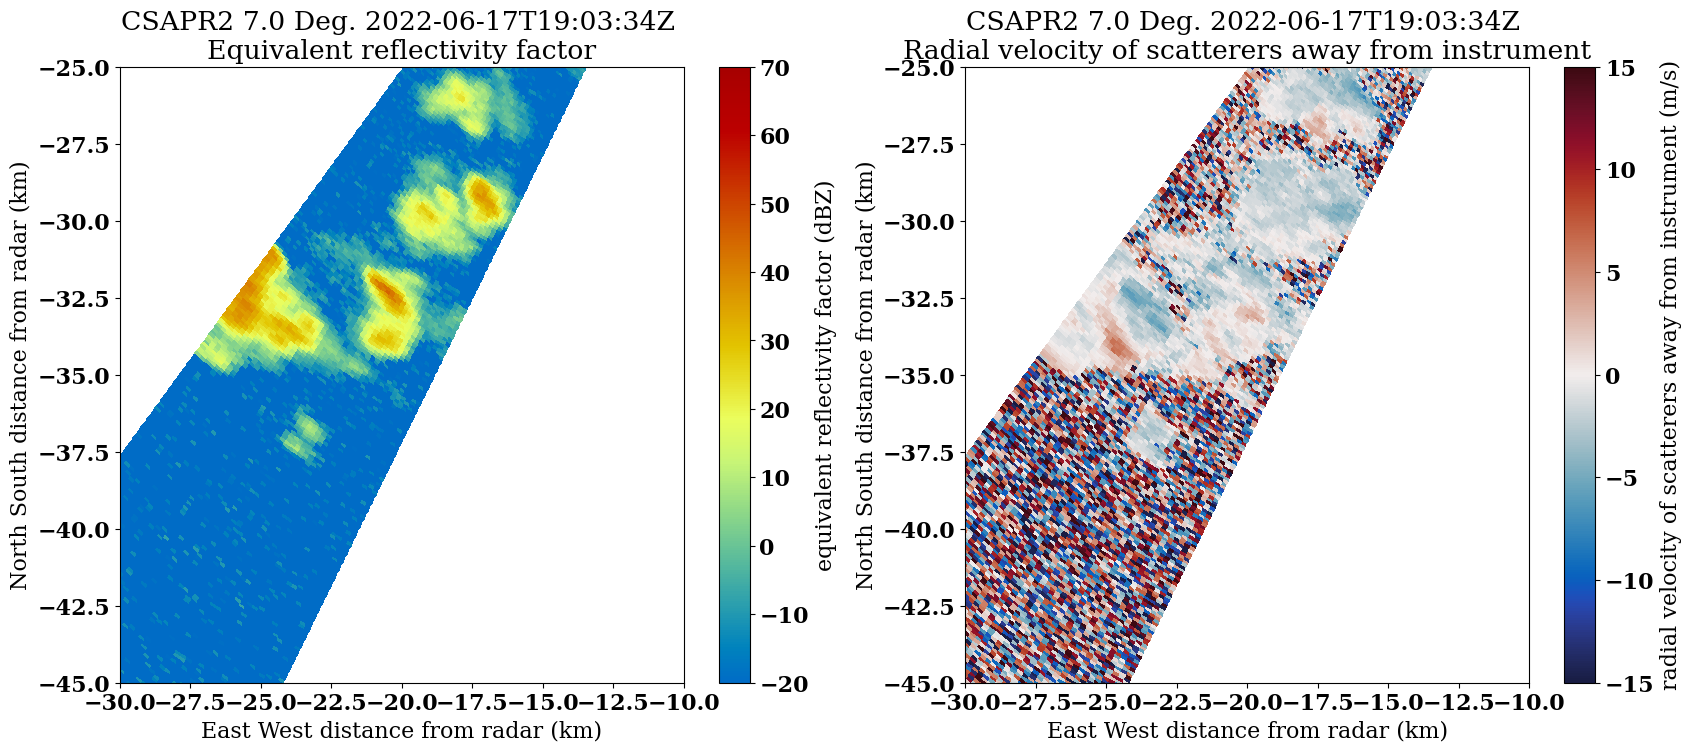 CSAPR2 7.0 Deg. 2022-06-17T19:03:34Z
Equivalent reflectivity factor
North South distance from radar (km)
−25.0
−27.5
−30.0
−32.5
−35.0
−37.5
−40.0
−42.5
−45.0
−30.0 −27.5 −25.0 −22.5 −20.0 −17.5 −15.0 −12.5 −10.0
East West distance from radar (km)
70
60
50
40
30
20
10
0
−10
−20
equivalent reflectivity factor (dBZ)
CSAPR2 7.0 Deg. 2022-06-17T19:03:34Z
Radial velocity of scatterers away from instrument
North South distance from radar (km)
−25.0
−27.5
−30.0
−32.5
−35.0
−37.5
−40.0
−42.5
−45.0
−30.0 −27.5 −25.0 −22.5 −20.0 −17.5 −15.0 −12.5 −10.0
East West distance from radar (km)
15
10
5
0
−5
−10
−15
radial velocity of scatterers away from instrument (m/s)